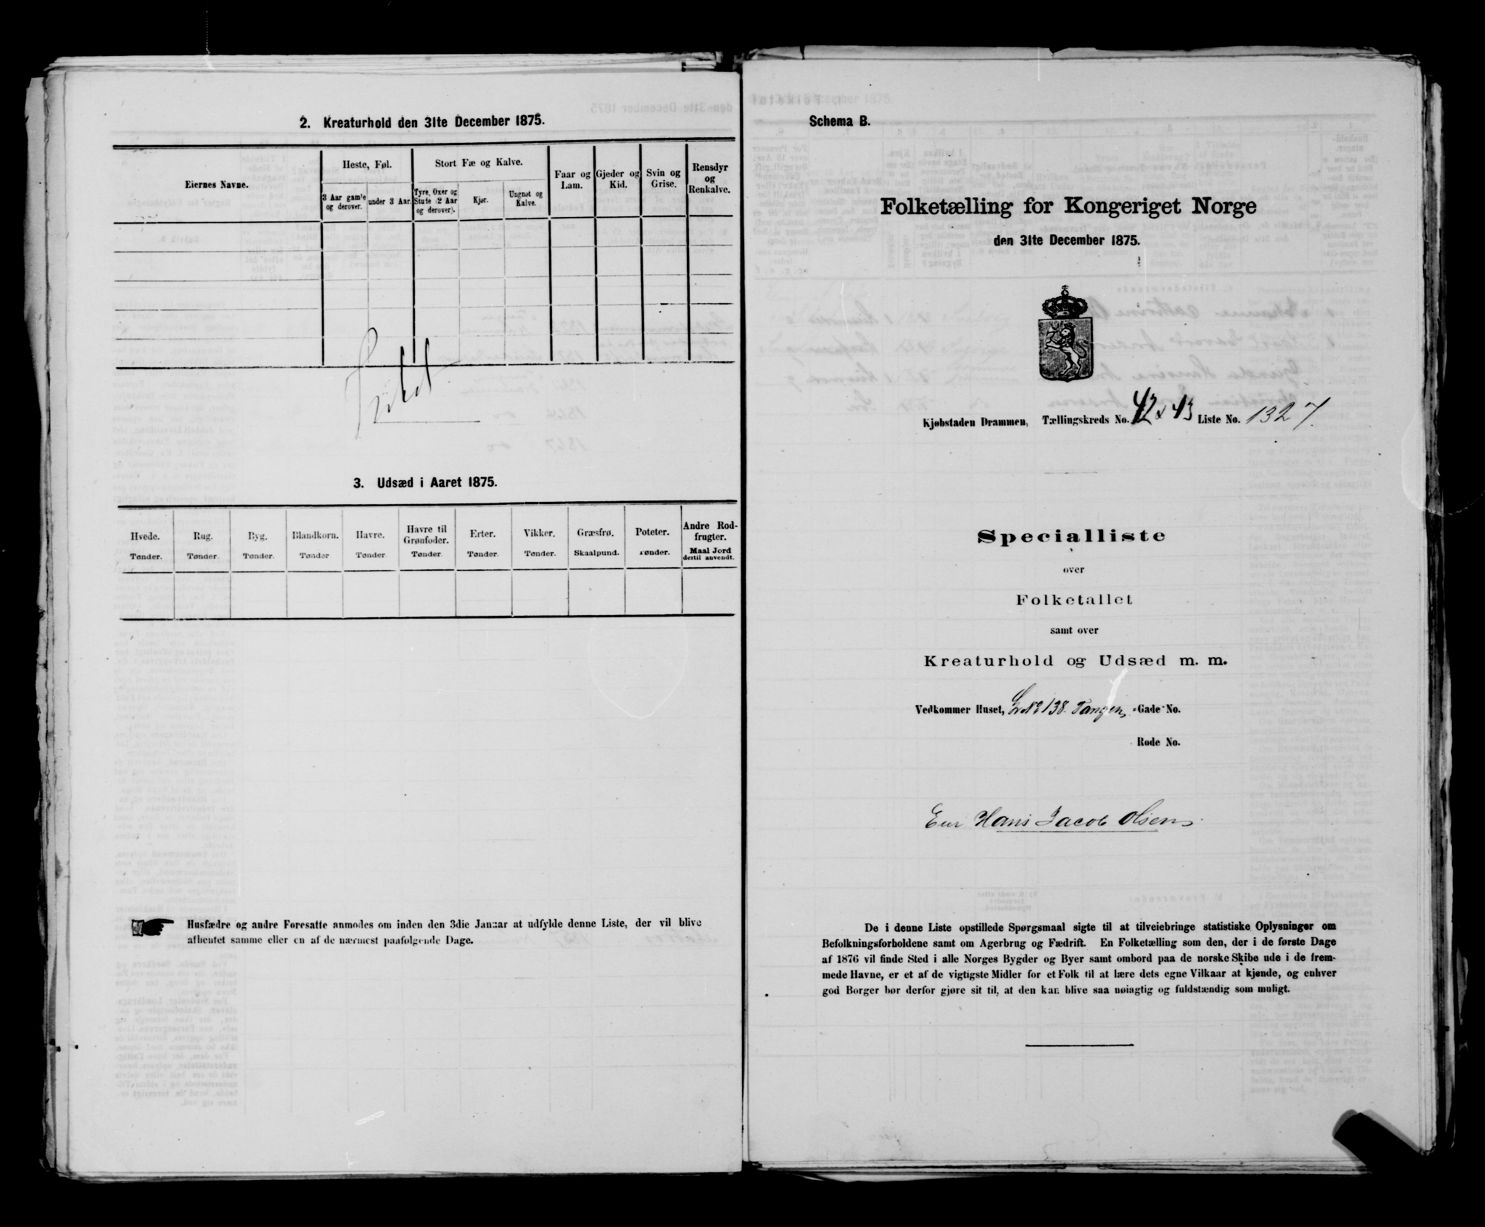 2. Kreaturhold den 31te December 1875.
Eiernes Navne.
Heste, Føl.
Stort Fæ og Kalve.
Faar og Lam.
Gjeder og Kid.
Svin og Grise.
Rensdyr og Renkalve.
3 Aar gamle og derover.
under 3 Aar.
Tyre, Oxer og Stude (2 Aar og derover).
Kjør.
Ungnøt og Kalve.
3. Udsæd i Aaret 1875.
Hvede. Rug. Byg. Blandkorn. Havre. Havre til Grønfoder. Erter. Vikker. Græsfrø. Poteter. Andre Rodfrugter.
Tønder. Tønder. Tønder. Tønder Tønder. Tønder. Tønder. Tønder. Skaalpund. Tønder. Maal Jord dertil anvendt.
Husfædre og andre Foresatte anmodes om inden den 3die Januar at udfylde denne Liste, der vil blive
afhentet samme eller en af de nærmest paafølgende Dage.
Schema B.
Folketælling for Kongeriget Norge
den 31te December 1875.
Kjøbstaden Drammen, Tællingskreds No. 42 & 43 Liste No. 1327.
Specialliste
over
Folketallet
samt over
Kreaturhold og Udsæd m. m.
Vedkommer Huset, 138. Tangen, Gade No.
Rode No.
Eier Hans Jacob Olsen
De i denne Liste opstillede Spørgsmaal sigte til at tilveiebringe statistiske Oplysninger om
Befolkningsforholdene samt om Agerbrug og Fædrift. En Folketælling som den, der i de første Dage
af 1876 vil finde Sted i alle Norges Bygder og Byer samt ombord paa de norske Skibe ude i de frem-
mede Havne, er et af de vigtigste Midler for et Folk til at lære dets egne Vilkaar at kjende, og enhver
god Borger bør derfor gjøre sit til, at den kan blive saa nøiagtig og fuldstændig som muligt.